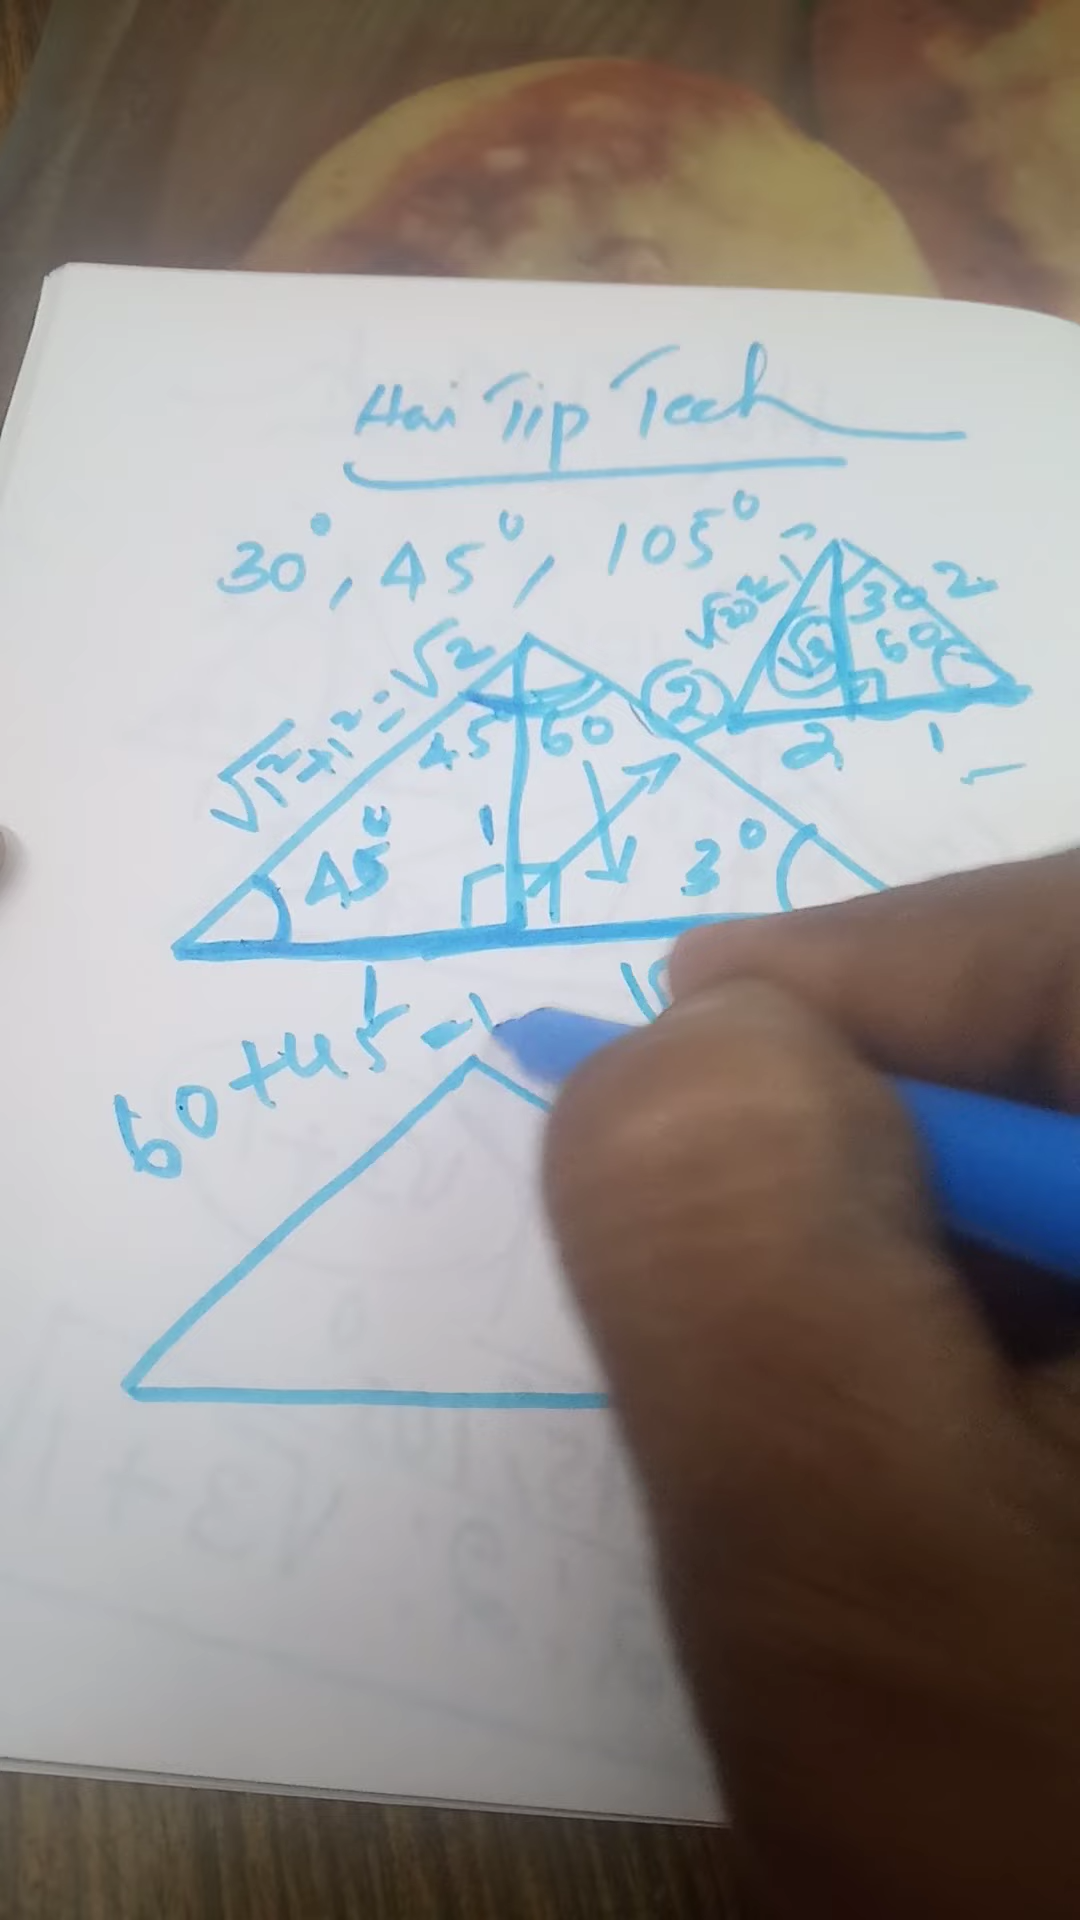 Hai Tip Tech
30°, 45°, 105°
30 2
√3 60
2 1
√1²+1² = √2
45 60 2
45° 1 30
1
60+45 =